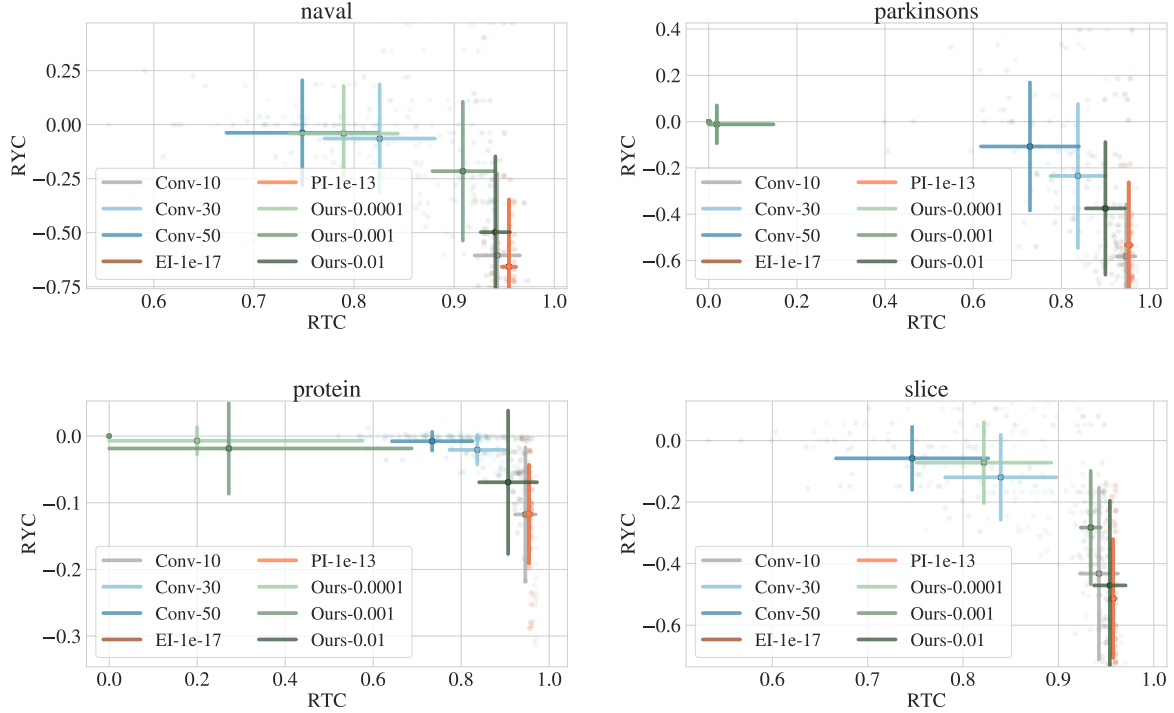 naval
RYC
0.25
0.00
−0.25
−0.50
−0.75
Conv-10 PI-1e-13
Conv-30 Ours-0.0001
Conv-50 Ours-0.001
EI-1e-17 Ours-0.01
0.6 0.7 0.8 0.9 1.0
RTC
parkinsons
RYC
0.4
0.2
0.0
−0.2
−0.4
−0.6
Conv-10 PI-1e-13
Conv-30 Ours-0.0001
Conv-50 Ours-0.001
EI-1e-17 Ours-0.01
0.0 0.2 0.4 0.6 0.8 1.0
RTC
protein
RYC
0.0
−0.1
−0.2
−0.3
Conv-10 PI-1e-13
Conv-30 Ours-0.0001
Conv-50 Ours-0.001
EI-1e-17 Ours-0.01
0.0 0.2 0.4 0.6 0.8 1.0
RTC
slice
RYC
0.0
−0.2
−0.4
−0.6
Conv-10 PI-1e-13
Conv-30 Ours-0.0001
Conv-50 Ours-0.001
EI-1e-17 Ours-0.01
0.6 0.7 0.8 0.9 1.0
RTC